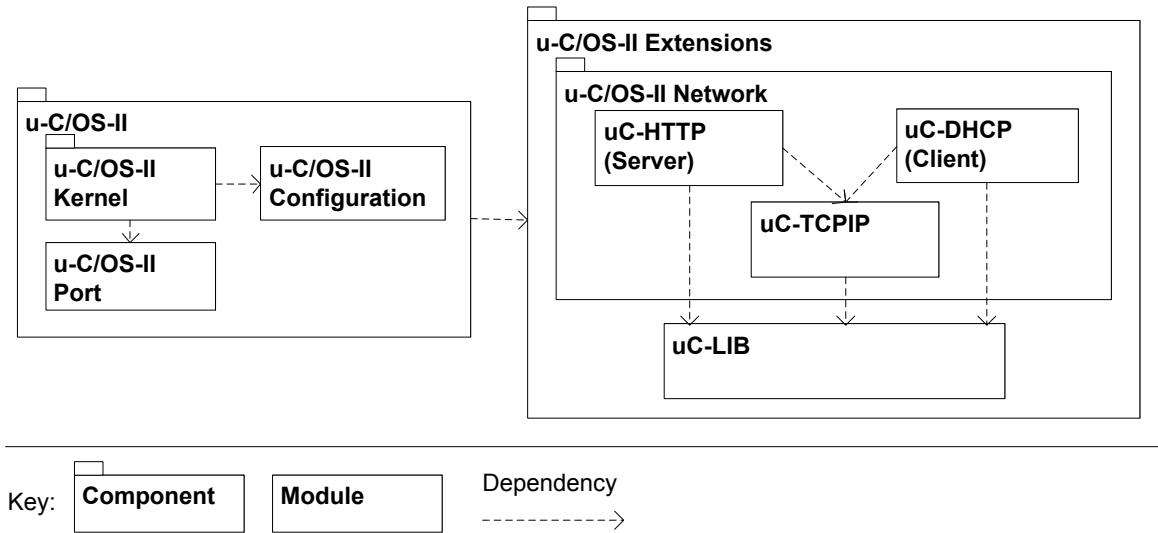 u-C/OS-II Extensions
u-C/OS-II Network
u-C/OS-II
u-C/OS-II
Kernel
u-C/OS-II
Configuration
u-C/OS-II
Port
uC-HTTP
(Server)
uC-DHCP
(Client)
uC-TCPIP
uC-LIB
Key:
Component
Module
Dependency